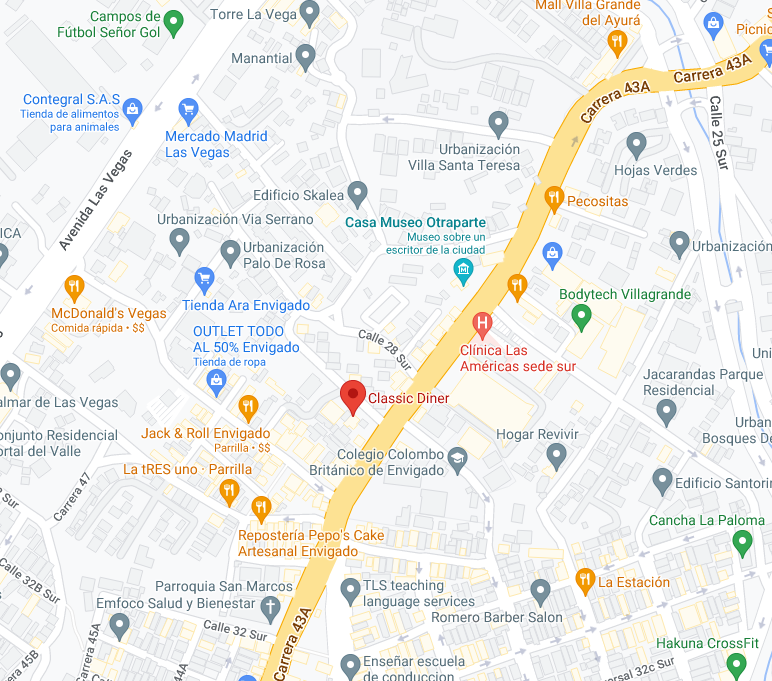 Mall Villa Grande
del Ayurá
Campos de
Fútbol Señor Gol
Torre La Vega
Picnic
Manantial
Carrera 43A
Carrera 43A
Contegral S.A.S
Tienda de alimentos
para animales
Mercado Madrid
Las Vegas
Calle 25 Sur
Urbanización
Villa Santa Teresa
Hojas Verdes
Avenida Las Vegas
Edificio Skalea
Pecositas
Urbanización Via Serrano
Casa Museo Otraparte
Museo sobre un
escritor de la ciudad
ICA
Urbanización
Palo De Rosa
Urbanización
Bodytech Villagrande
McDonald's Vegas
Comida rápida · $$
Tienda Ara Envigado
OUTLET TODO
AL 50% Envigado
Tienda de ropa
Calle 28 Sur
Clínica Las
Américas sede sur
Uni
Jacarandas Parque
Residencial
almar de Las Vegas
Classic Diner
Urban
Bosques De
onjunto Residencial
ortal del Valle
Jack & Roll Envigado
Parrilla · $$
Hogar Revivir
Colegio Colombo
Británico de Envigado
La tRES uno · Parrilla
Edificio Santorin
Carrera 47
Sur
Cancha La Paloma
Repostería Pepo's Cake
Artesanal Envigado
Calle 32B Sur
La Estación
Parroquia San Marcos
Emfoco Salud y Bienestar
TLS teaching
language services
Romero Barber Salon
Calle 32 Sur
Carrera 43A
Carrera 45A
Hakuna CrossFit
45B
44A
Enseñar escuela
de conduccion
ersal 32c Sur